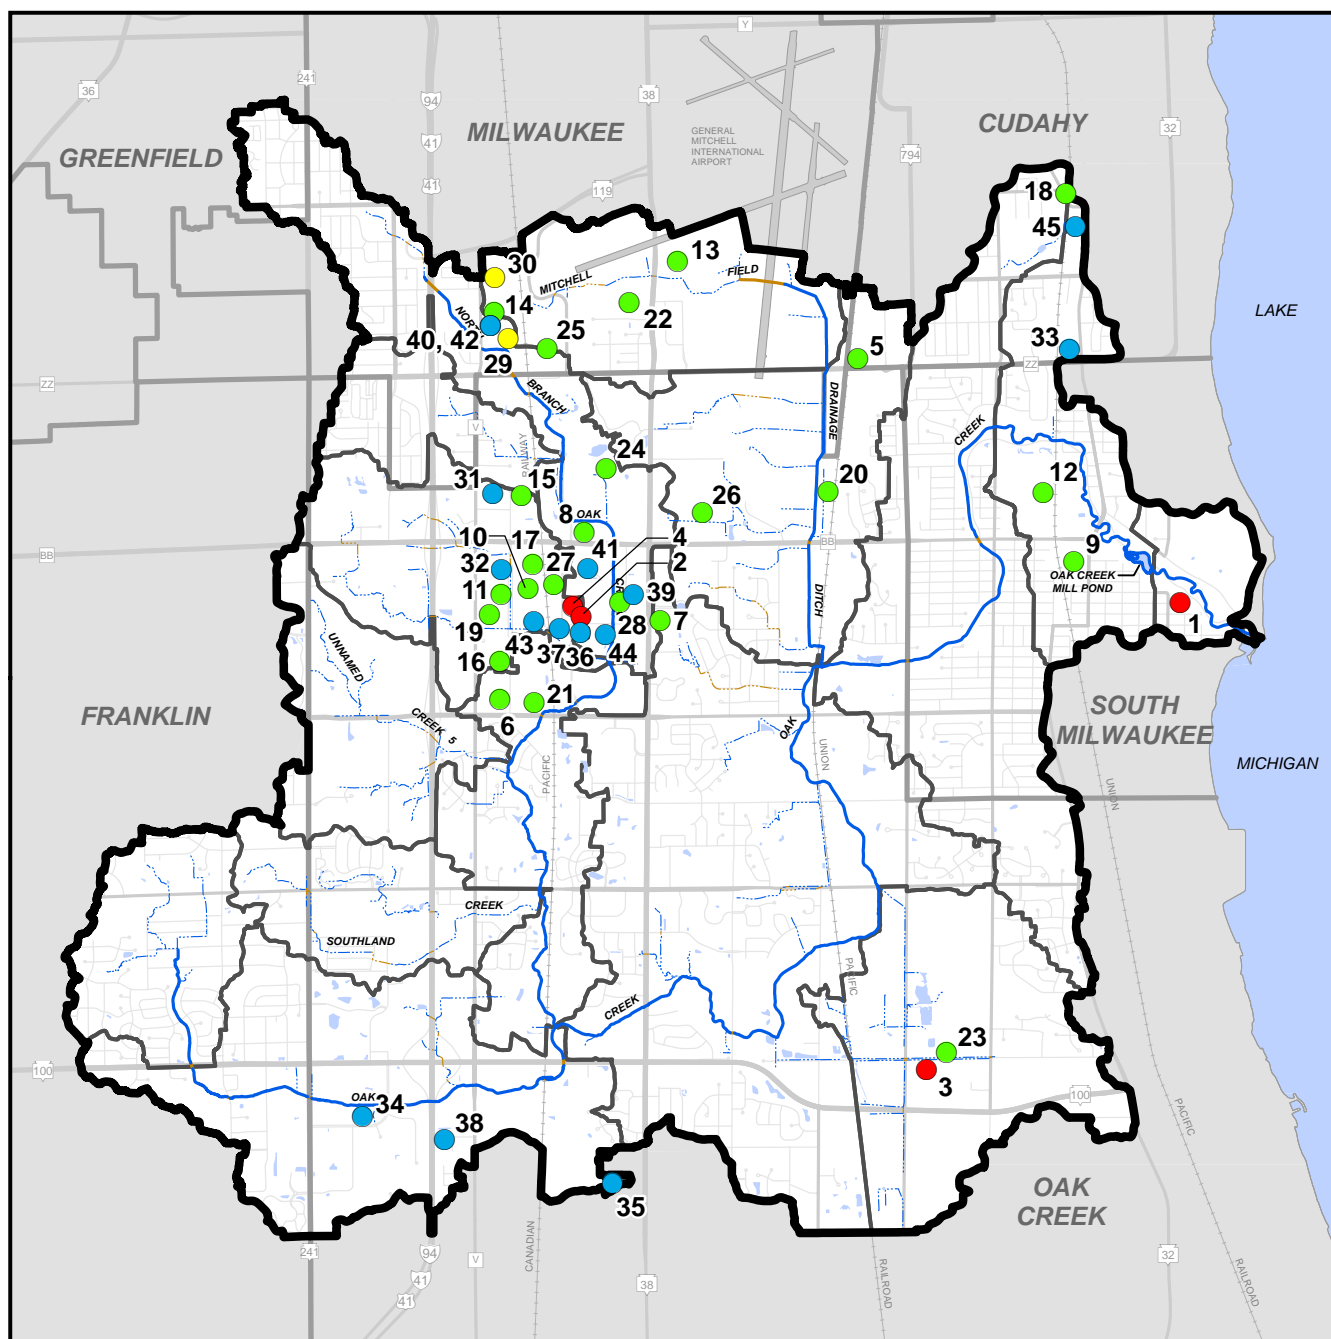 Y
241
36
94
38
MILWAUKEE
CUDAHY
GENERAL
MITCHELL
INTERNATIONAL
AIRPORT
41
32
GREENFIELD
794
41
119
18
45
LAKE
30
13
MITCHELL
FIELD
14
NORTH
22
40, 42
25
33
29
5
ZZ
ZZ
BRANCH
DRAINAGE
CREEK
V
RAILWAY
24
31
15
20
12
26
8
OAK
4
BB
BB
10
17
41
9
27
2
32
OAK CREEK
MILL POND
11
CREEK
39
DITCH
19
28
7
1
43
37
36
44
UNNAMED
16
21
FRANKLIN
6
SOUTH
MILWAUKEE
CREEK 5
OAK
UNION
PACIFIC
MICHIGAN
UNION
CREEK
SOUTHLAND
PACIFIC
CREEK
23
100
3
OAK
34
100
PACIFIC
38
35
OAK
CREEK
241
94
V
CANADIAN
41
38
32
41
RAILROAD
RAILROAD